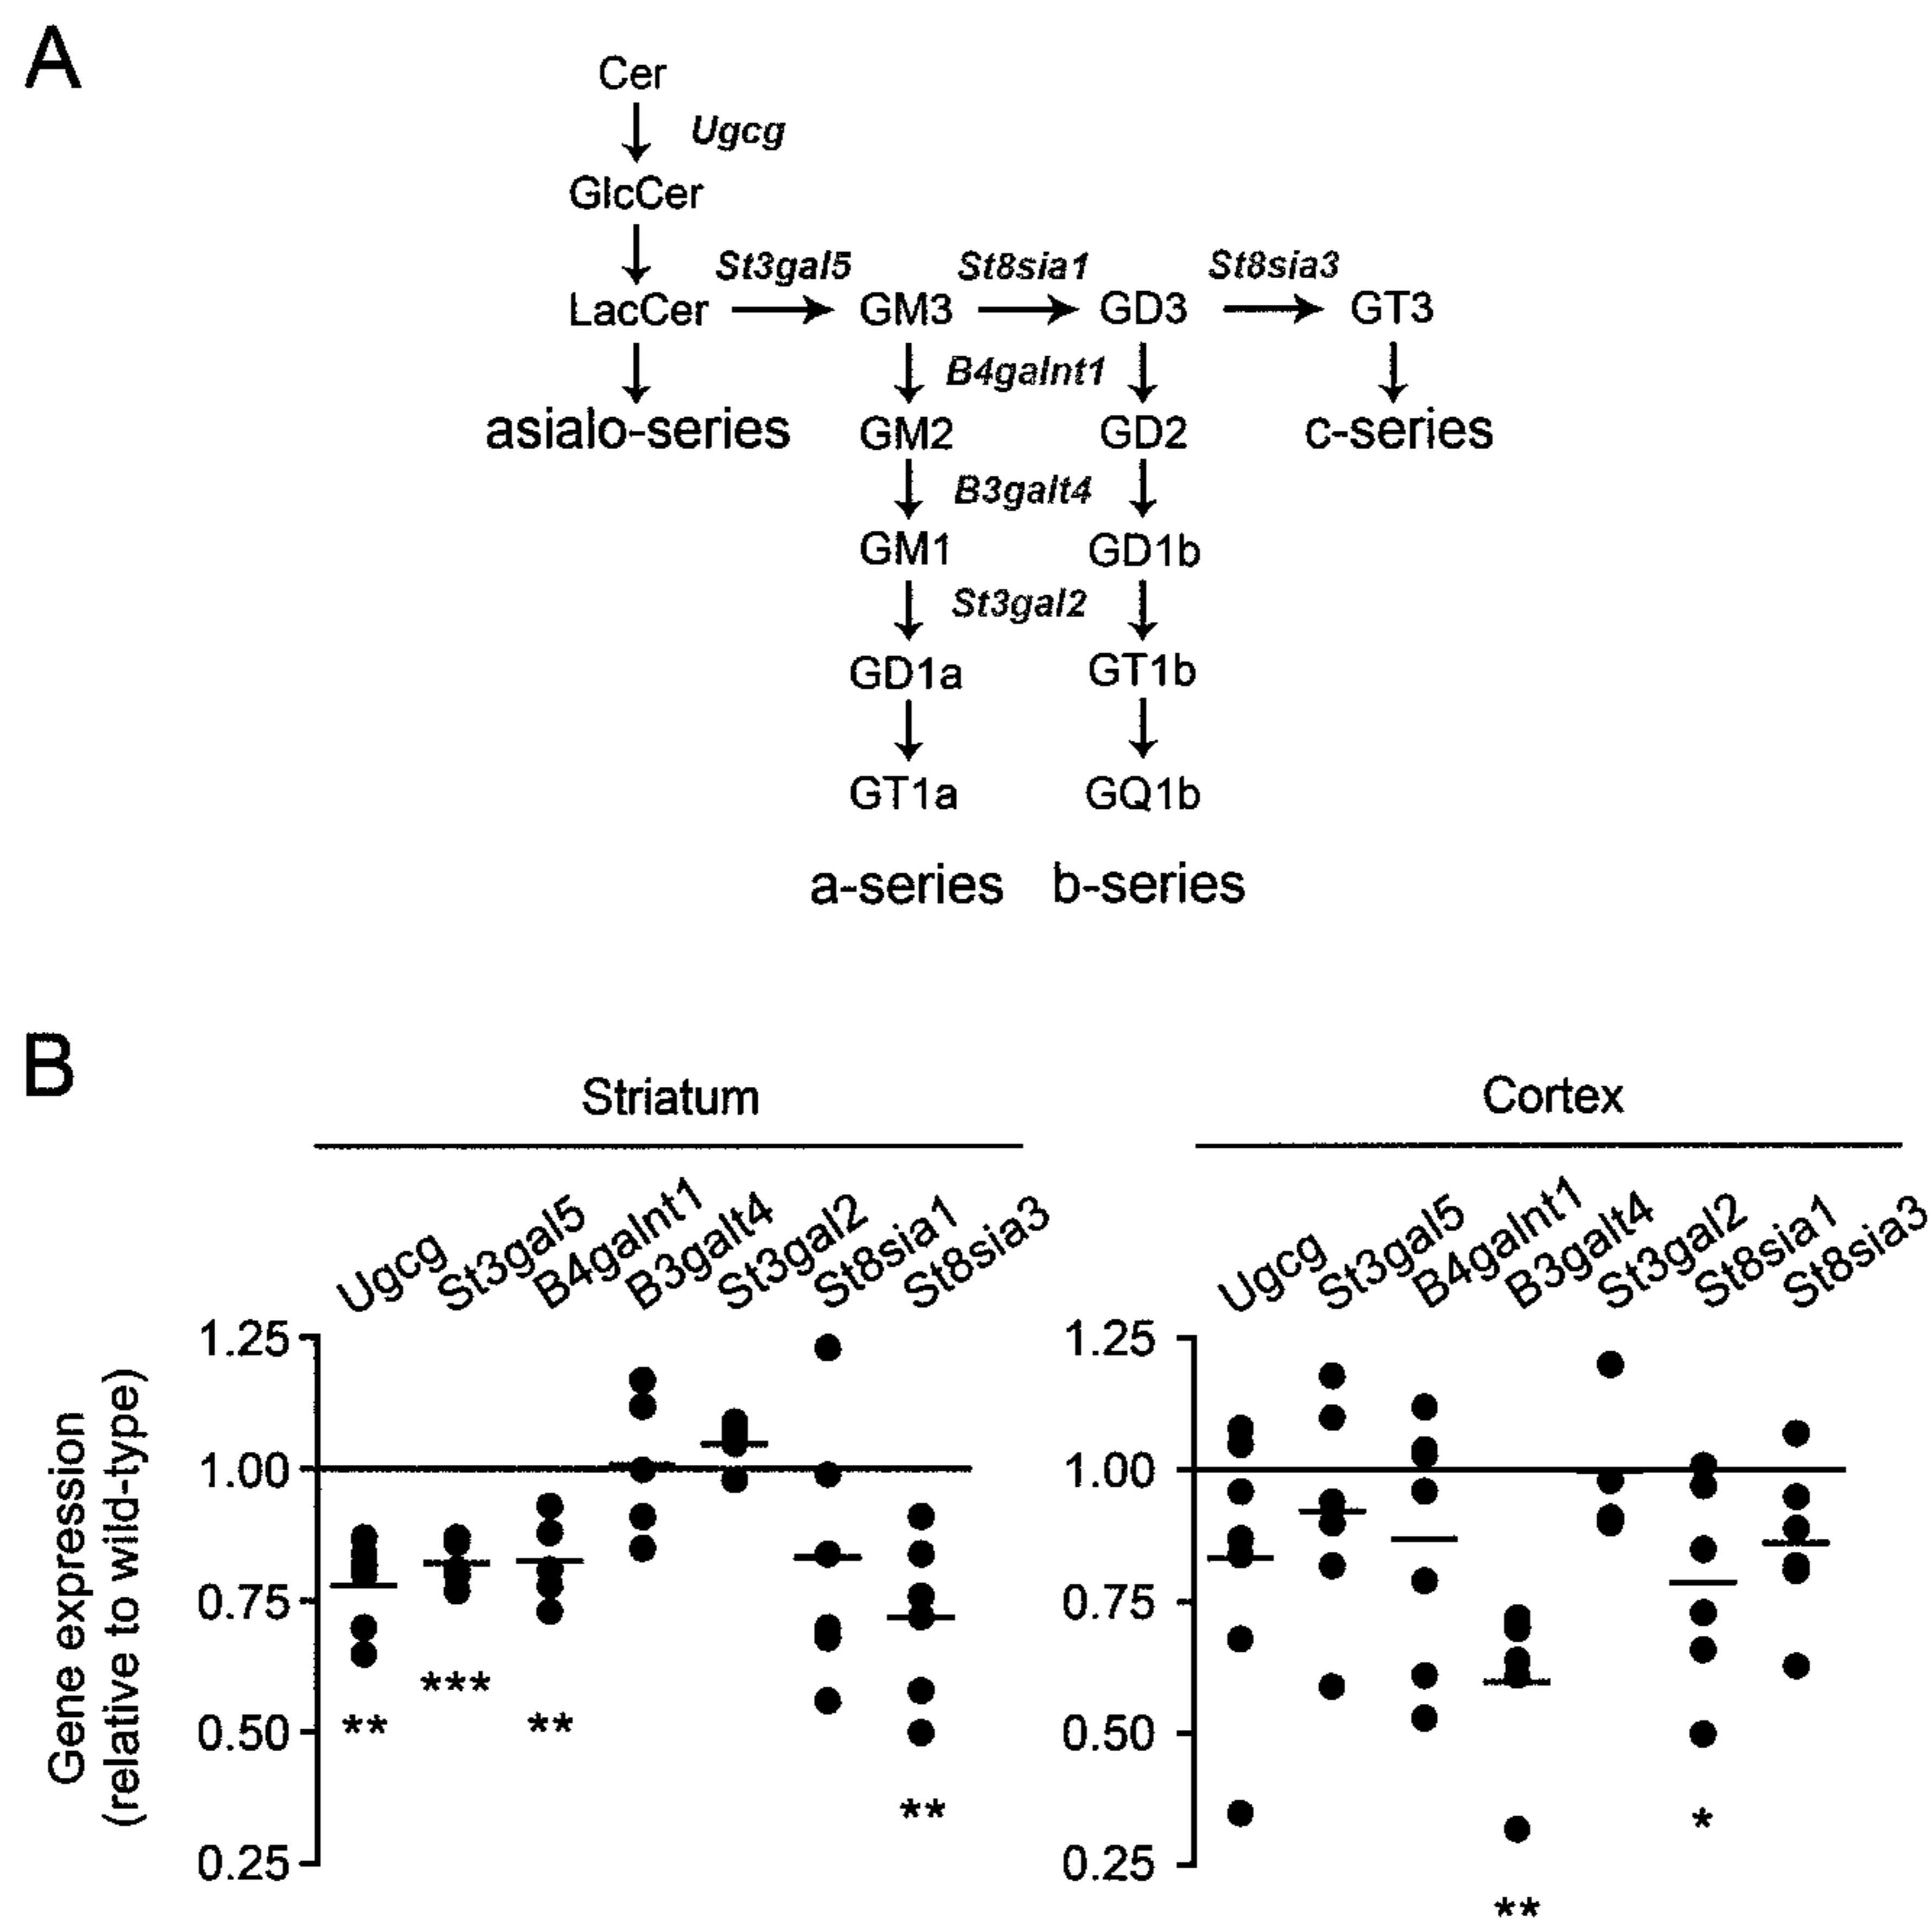 A
Cer
Ugcg
GlcCer
St3gal5 St8sia1 St8sia3
LacCer GM3 GD3 GT3
B4galnt1
asialo-series GM2 GD2 c-series
B3galt4
GM1 GD1b
St3gal2
GD1a GT1b
GT1a GQ1b
a-series b-series
B
Striatum Cortex
Ugcg St3gal5 B4galnt1 B3galt4 St3gal2 St8sia1 St8sia3
Ugcg St3gal5 B4galnt1 B3galt4 St3gal2 St8sia1 St8sia3
Gene expression
(relative to wild-type)
1.25
1.00
0.75
0.50
0.25
** *** ** **
1.25
1.00
0.75
0.50
0.25
** *